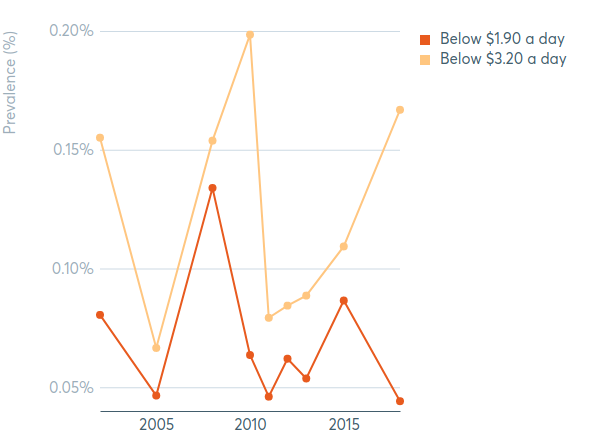 Prevalence (%)
0.20%
0.15%
0.10%
0.05%
2005 2010 2015
Below $1.90 a day
Below $3.20 a day